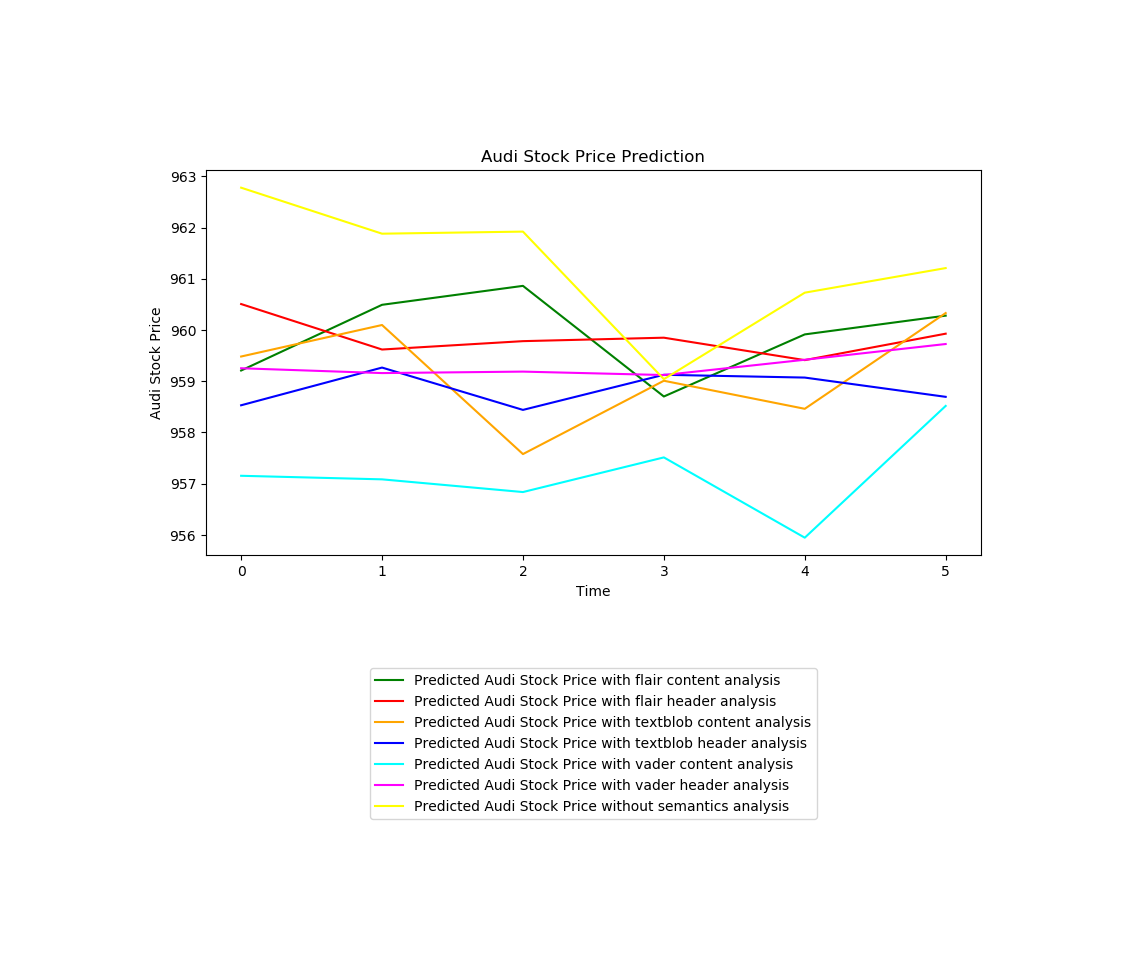 Audi Stock Price Prediction
Audi Stock Price
963
962
961
960
959
958
957
956
0 1 2 3 4 5
Time
Predicted Audi Stock Price with flair content analysis
Predicted Audi Stock Price with flair header analysis
Predicted Audi Stock Price with textblob content analysis
Predicted Audi Stock Price with textblob header analysis
Predicted Audi Stock Price with vader content analysis
Predicted Audi Stock Price with vader header analysis
Predicted Audi Stock Price without semantics analysis